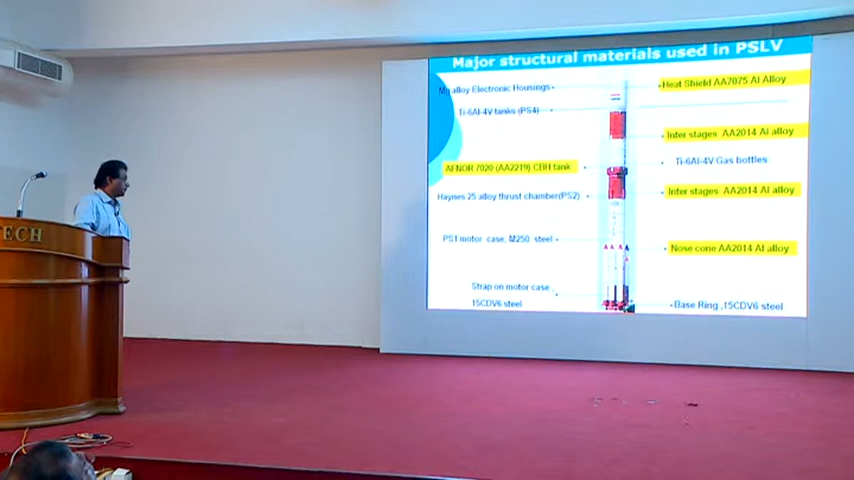 Major structural materials used in PSLV
Mg alloy Electronic Housings
Ti-6Al-4V tanks (PS4)
AFNOR 7020 (AA2219) CBH tank
Haynes 25 alloy thrust chamber(PS2)
PS1 motor case, M250 steel
Strap on motor case,
15CDV6 steel
Heat Shield AA7075 Al Alloy
Inter stages AA2014 Al alloy
Ti-6Al-4V Gas bottles
Inter stages AA2014 Al alloy
Nose cone AA2014 Al alloy
Base Ring ,15CDV6 steel
TECH